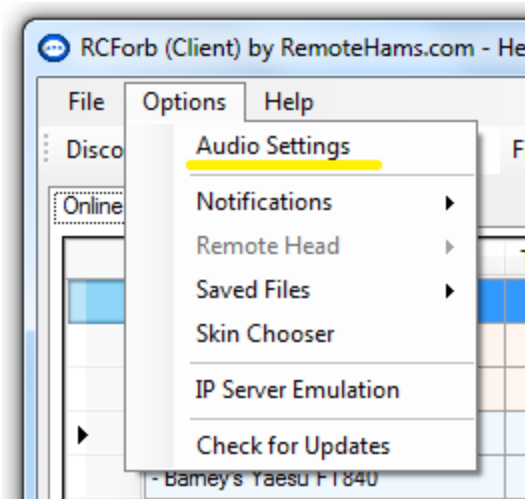 RCForb (Client) by RemoteHams.com - He
File Options Help
Disco
Audio Settings
F
Online
Notifications
Remote Head
Saved Files
Skin Chooser
IP Server Emulation
Check for Updates
- Barney's Yaesu FT840